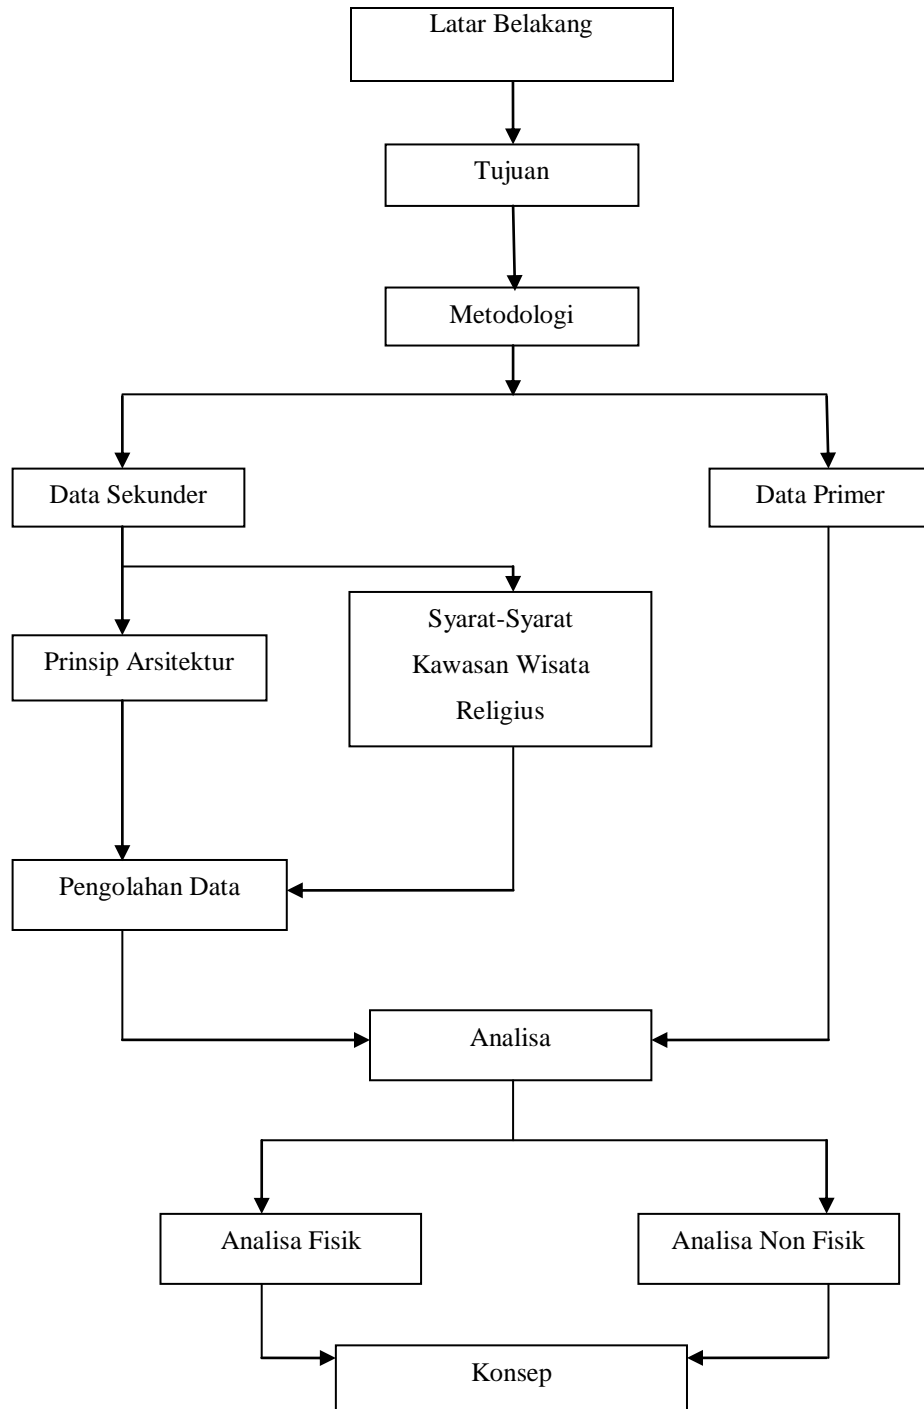 Latar Belakang
Tujuan
Metodologi
Data Sekunder
Data Primer
Prinsip Arsitektur
Syarat-Syarat
Kawasan Wisata
Religius
Pengolahan Data
Analisa
Analisa Fisik
Analisa Non Fisik
Konsep